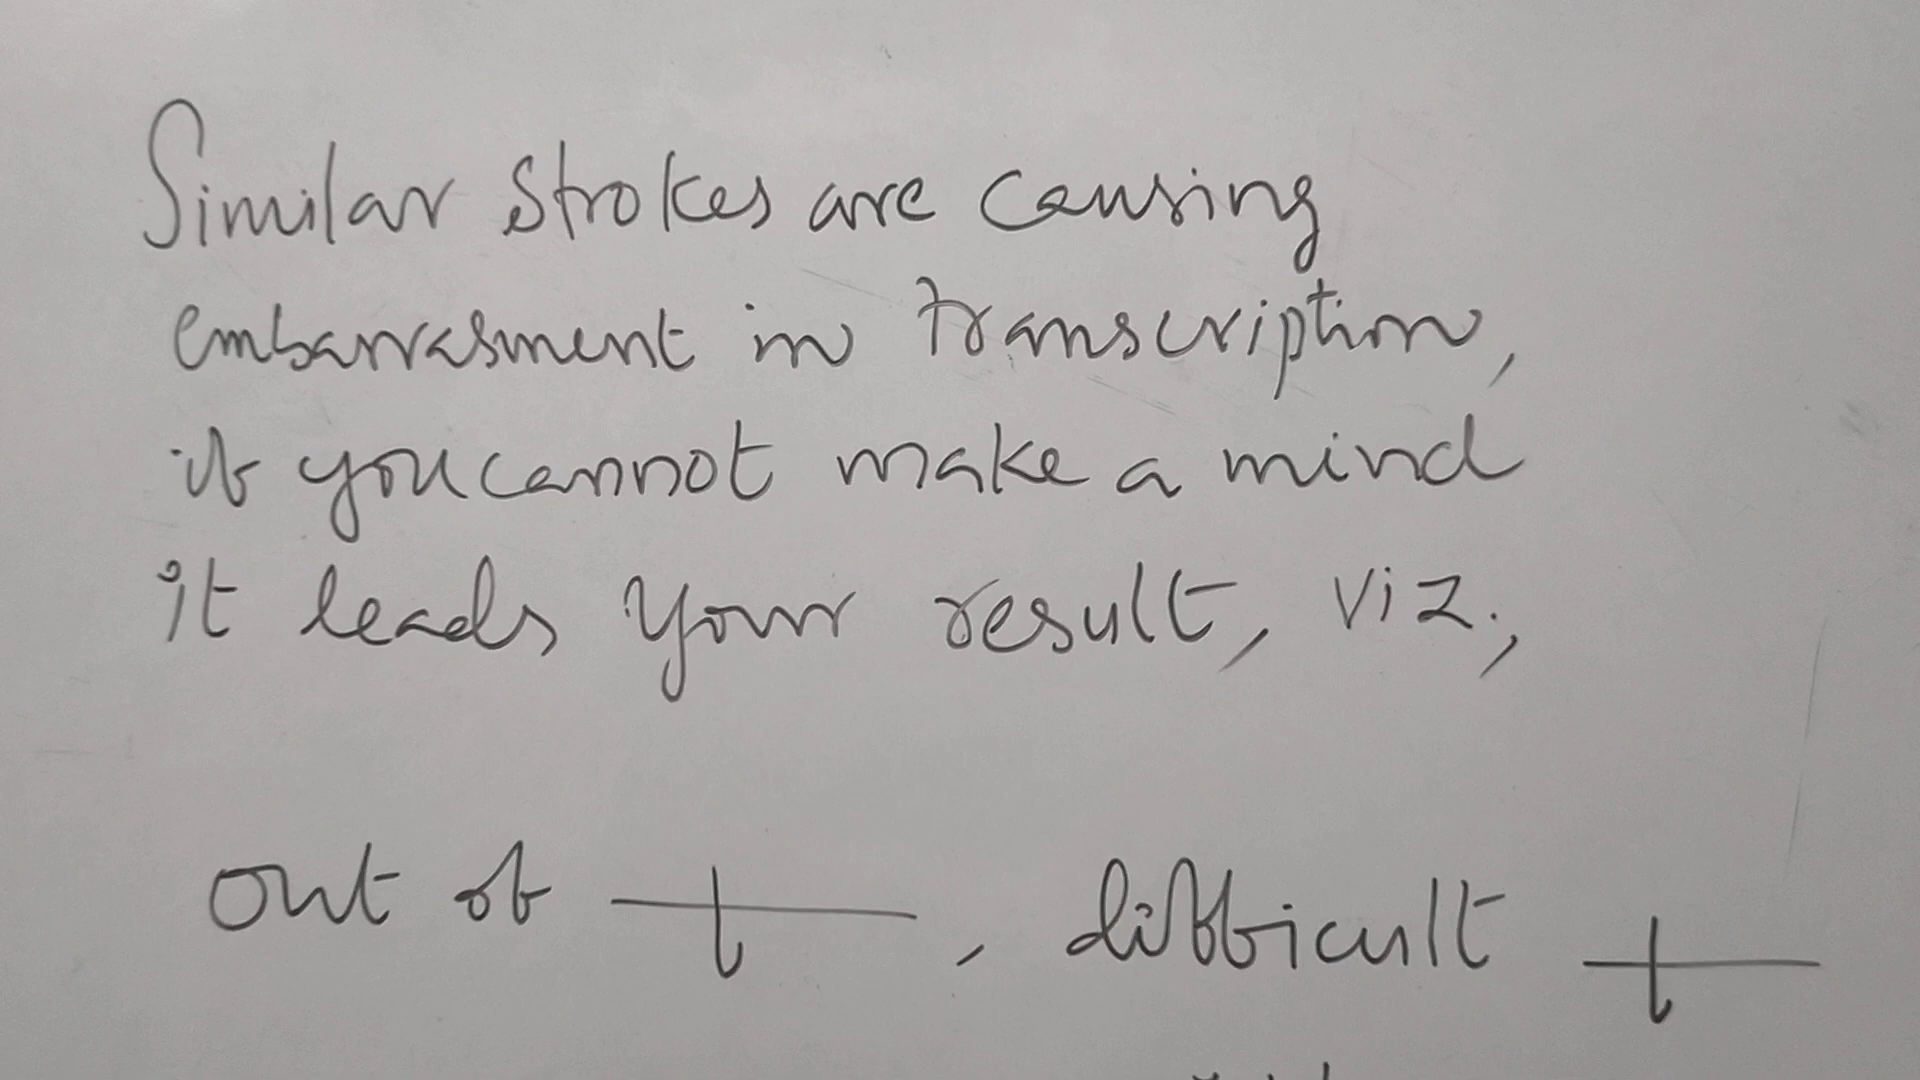 Similar strokes are causing
embarrasment in transcription,
if you cannot make a mind
it leads your result, viz.,
out of , difficult